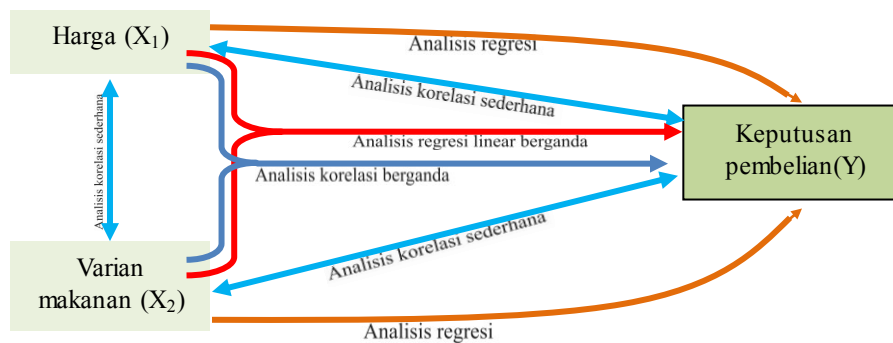 Harga (X₁)
Analisis regresi
Analisis korelasi sederhana
Analisis korelasi sederhana
Analisis regresi linear berganda
Analisis korelasi berganda
Keputusan
pembelian(Y)
Analisis korelasi sederhana
Varian
makanan (X₂)
Analisis regresi